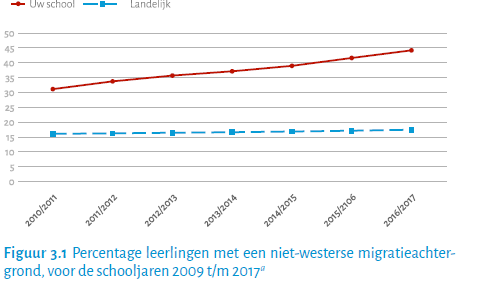 Uw school Landelijk
50
45
40
35
30
25
20
15
10
5
0
2010/2011 2011/2012 2012/2013 2013/2014 2014/2015 2015/2106 2016/2017
Figuur 3.1 Percentage leerlingen met een niet-westerse migratieachter-
grond, voor de schooljaren 2009 t/m 2017ᵃ